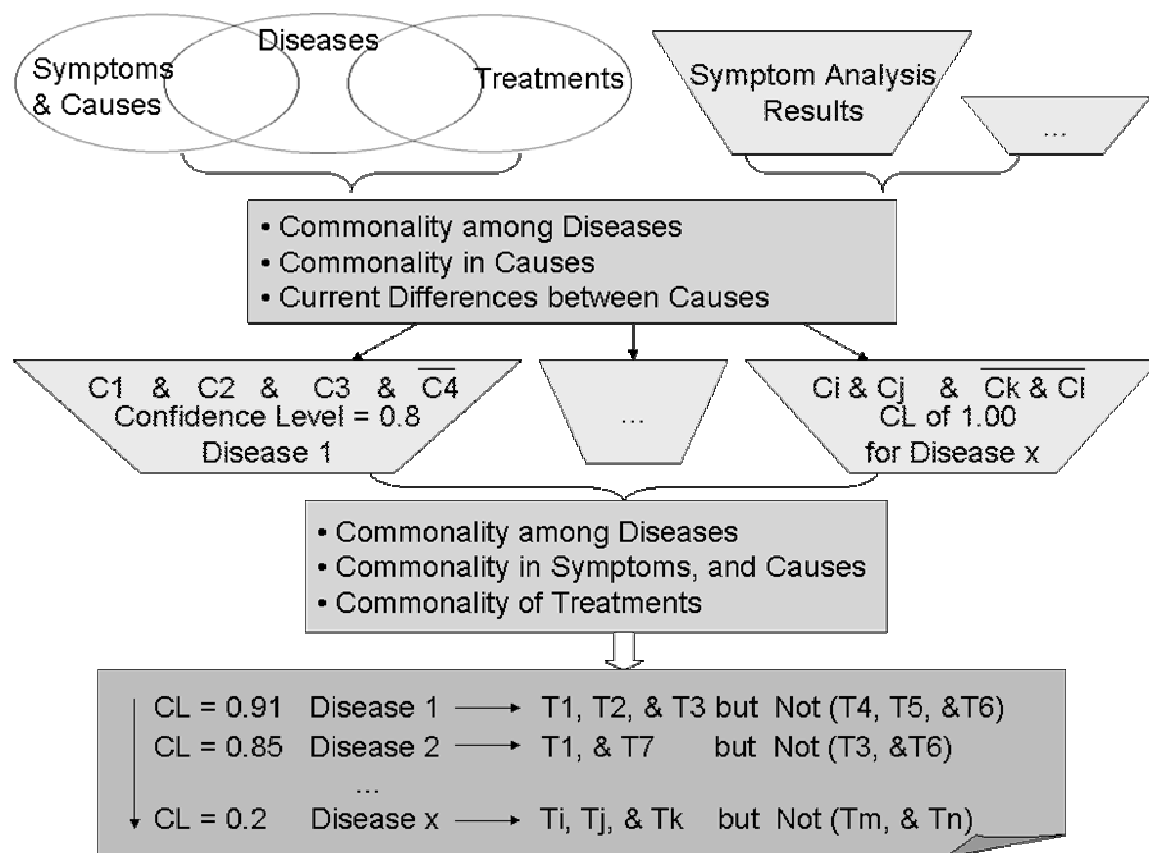 Diseases
Symptoms
& Causes
Treatments
Symptom Analysis
Results
...
• Commonality among Diseases
• Commonality in Causes
• Current Differences between Causes
C1 & C2 & C3 & C̅4̅
Confidence Level = 0.8
Disease 1
...
Ci & Cj & C̅k̅ ̅&̅ ̅C̅l̅
CL of 1.00
for Disease x
• Commonality among Diseases
• Commonality in Symptoms, and Causes
• Commonality of Treatments
CL = 0.91 Disease 1 → T1, T2, & T3 but Not (T4, T5, &T6)
CL = 0.85 Disease 2 → T1, & T7 but Not (T3, &T6)
...
CL = 0.2 Disease x → Ti, Tj, & Tk but Not (Tm, & Tn)